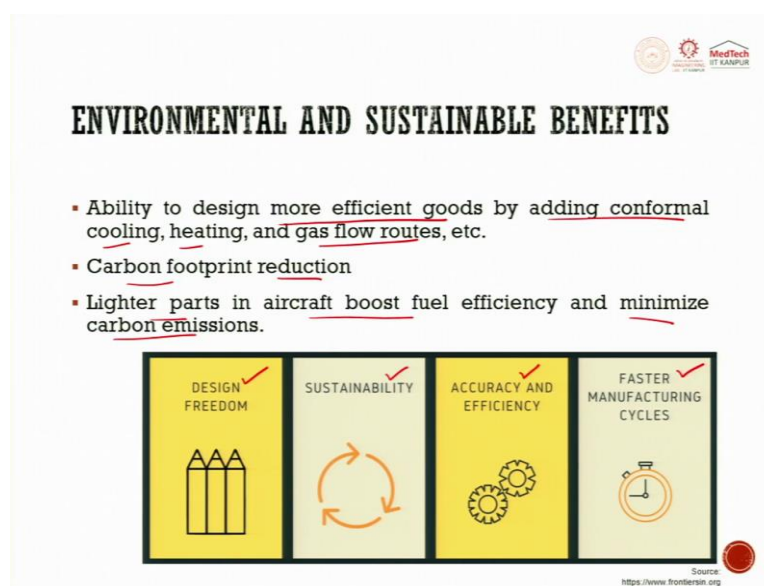 MedTech
IIT KANPUR
ENVIRONMENTAL AND SUSTAINABLE BENEFITS
▪ Ability to design more efficient goods by adding conformal
cooling, heating, and gas flow routes, etc.
▪ Carbon footprint reduction
▪ Lighter parts in aircraft boost fuel efficiency and minimize
carbon emissions.
DESIGN
FREEDOM
SUSTAINABILITY
ACCURACY AND
EFFICIENCY
FASTER
MANUFACTURING
CYCLES
Source:
https://www.frontiersin.org